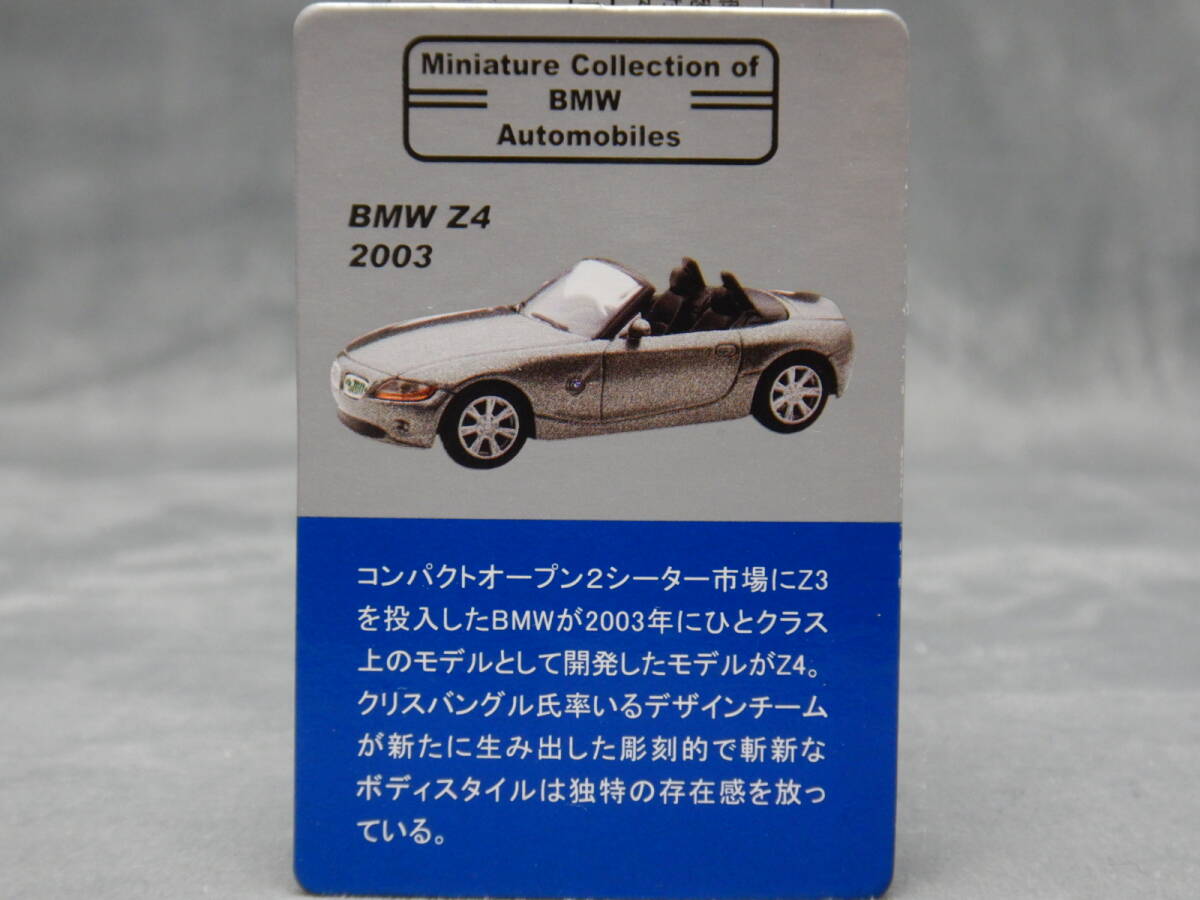 Miniature Collection of
BMW
Automobiles
BMW Z4
2003
コンパクトオープン2シーター市場にZ3
を投入したBMWが2003年にひとクラス
上のモデルとして開発したモデルがZ4。
クリスバングル氏率いるデザインチーム
が新たに生み出した彫刻的で斬新な
ボディスタイルは独特の存在感を放っ
ている。